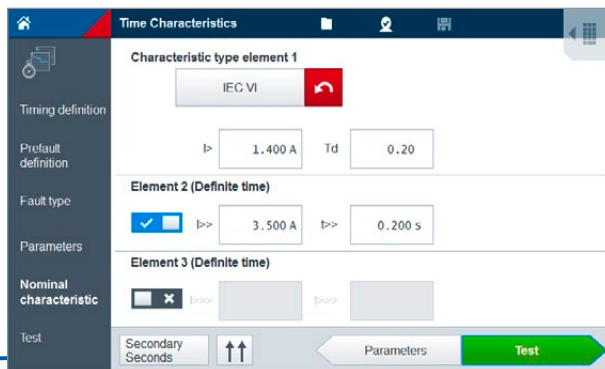 Time Characteristics
Characteristic type element 1
IEC VI
Timing definition
Prefault
definition
I> 1.400 A Td 0.20
Fault type
Element 2 (Definite time)
I>> 3.500 A t>> 0.200 s
Parameters
Element 3 (Definite time)
Nominal
characteristic
I>>> t>>>
Test
Secondary
Seconds
Parameters
Test